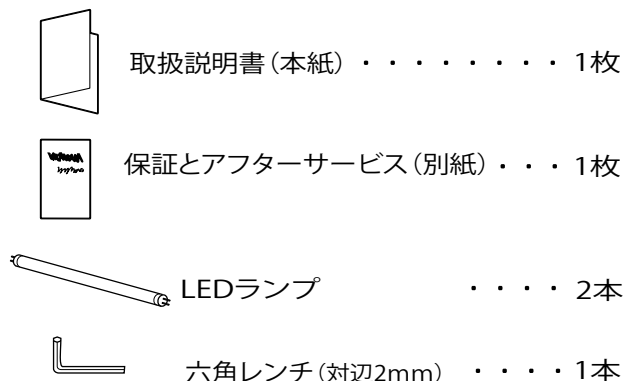 取扱説明書（本紙）・・・・・・・・ 1枚
保証とアフターサービス（別紙）・・・ 1枚
LEDランプ ・・・・ 2本
六角レンチ（対辺2mm） ・・・・ 1本